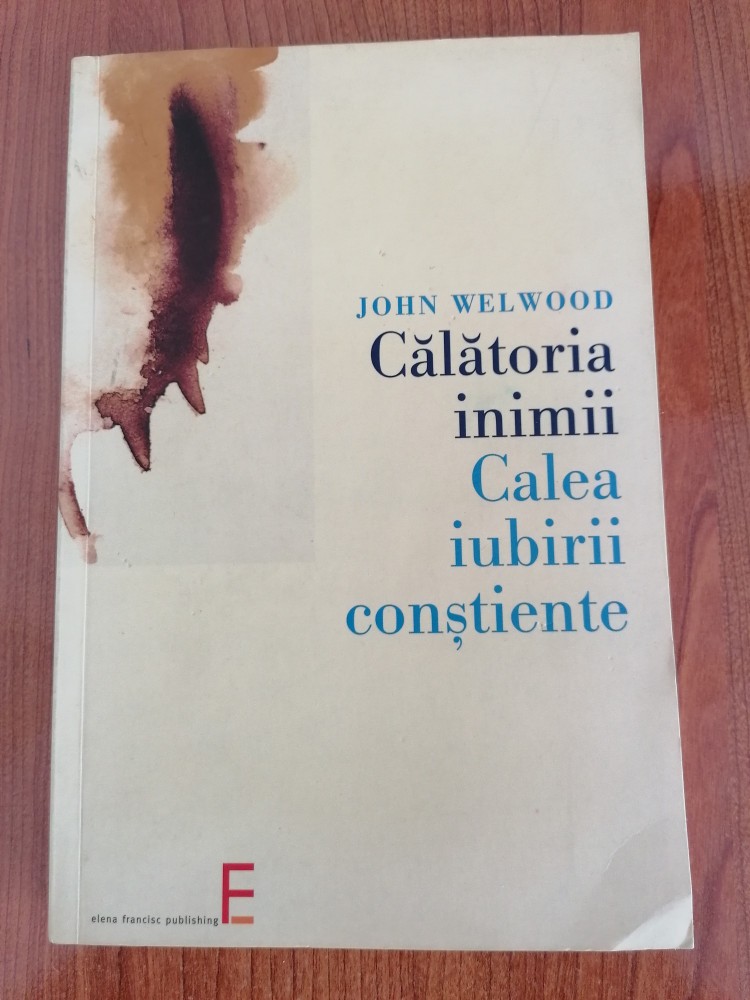 JOHN WELWOOD
Călătoria
inimii
Calea
iubirii
conștiente
elena francisc publishing